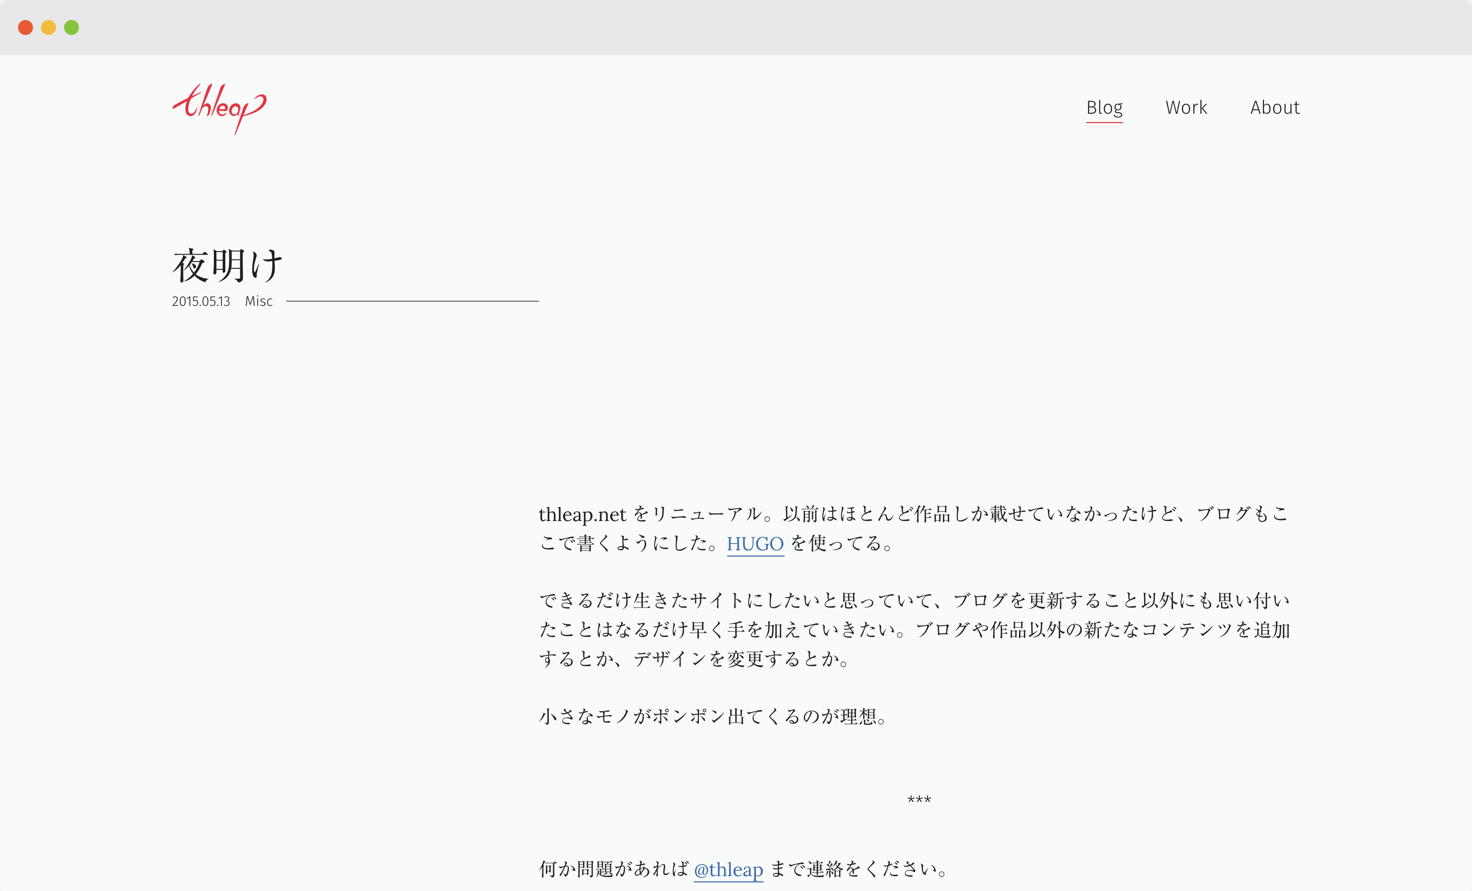 thleap
Blog Work About
夜明け
2015.05.13 Misc
thleap.net をリニューアル。以前はほとんど作品しか載せていなかったけど、ブログもこ
こで書くようにした。HUGO を使ってる。
できるだけ生きたサイトにしたいと思っていて、ブログを更新すること以外にも思い付い
たことはなるだけ早く手を加えていきたい。ブログや作品以外の新たなコンテンツを追加
するとか、デザインを変更するとか。
小さなモノがポンポン出てくるのが理想。
***
何か問題があれば @thleap まで連絡をください。